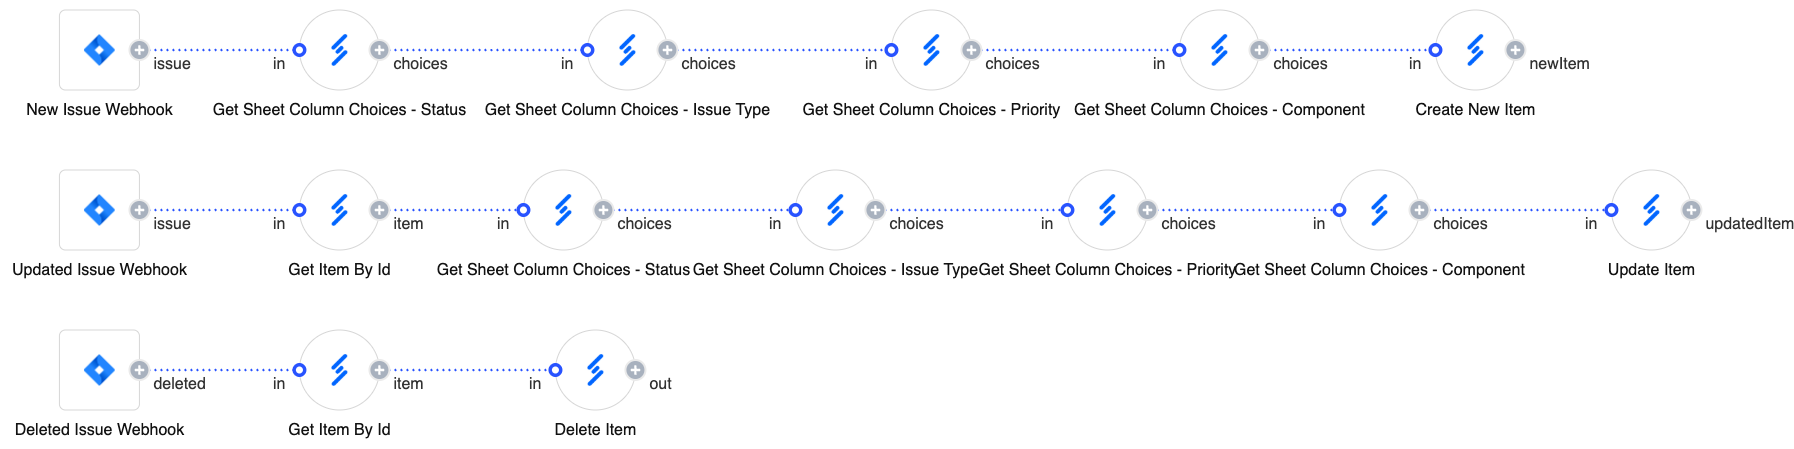 issue in choices in choices in choices in choices in newItem
New Issue Webhook Get Sheet Column Choices - Status Get Sheet Column Choices - Issue Type Get Sheet Column Choices - Priority Get Sheet Column Choices - Component Create New Item
issue in item in choices in choices in choices in choices in updatedItem
Updated Issue Webhook Get Item By Id Get Sheet Column Choices - Status Get Sheet Column Choices - Issue Type Get Sheet Column Choices - Priority Get Sheet Column Choices - Component Update Item
deleted in item in out
Deleted Issue Webhook Get Item By Id Delete Item